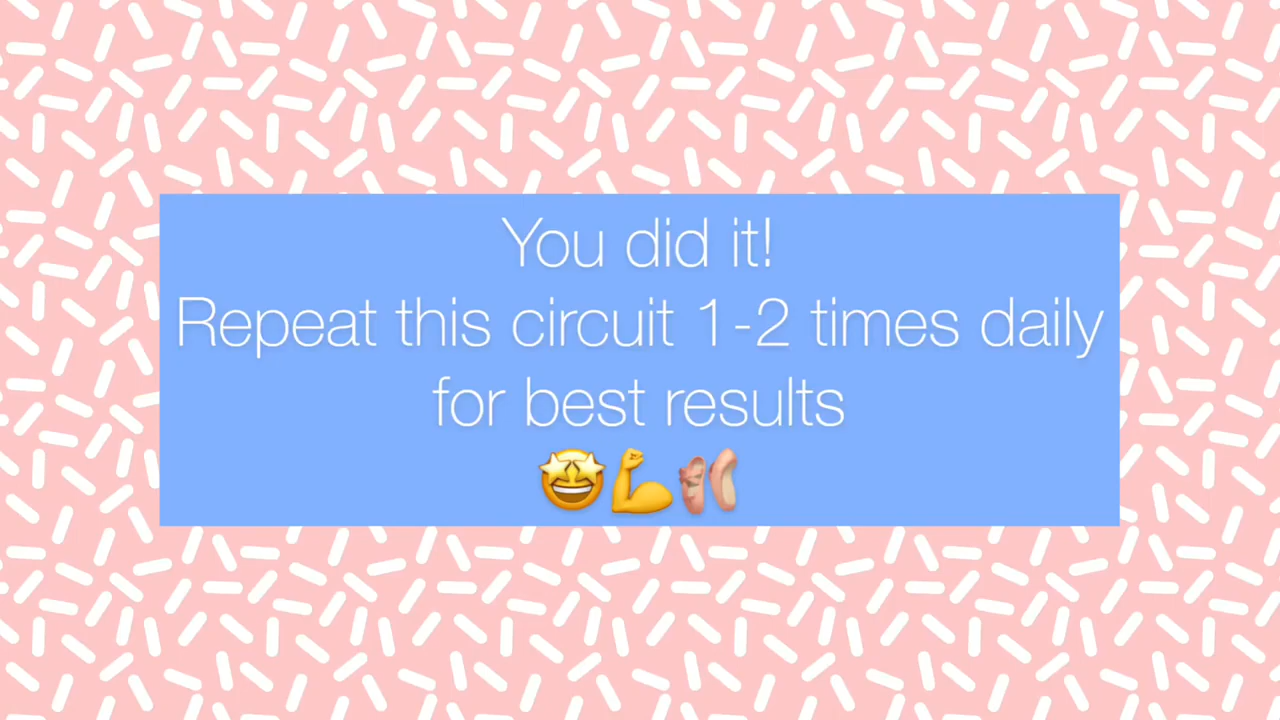 You did it!
Repeat this circuit 1-2 times daily
for best results
🤩💪🩰